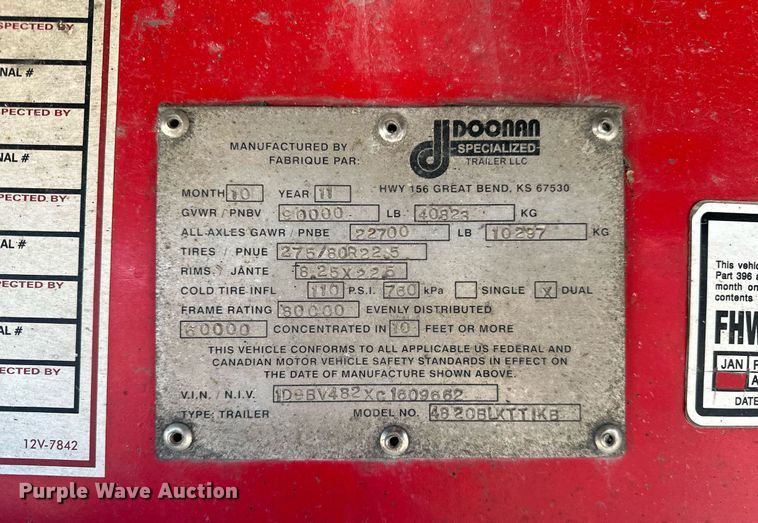 SPECTED BY
NAL #
SPECTED BY
NAL #
SPECTED BY
NAL #
SPECTED BY
NAL #
SPECTED BY
12V-7842
MANUFACTURED BY
FABRIQUE PAR:
DOONAN
SPECIALIZED
TRAILER LLC
HWY 156 GREAT BEND, KS 67530
MONTH 10 YEAR 11
GVWR / PNBV 90000 LB 40823 KG
ALL AXLES GAWR / PNBE 22700 LB 10297 KG
TIRES / PNUE 275/80R22.5
RIMS / JANTE 8.25X22.5
COLD TIRE INFL 110 P.S.I. 760 kPa SINGLE X DUAL
FRAME RATING 80000 EVENLY DISTRIBUTED
60000 CONCENTRATED IN 10 FEET OR MORE
THIS VEHICLE CONFORMS TO ALL APPLICABLE US FEDERAL AND
CANADIAN MOTOR VEHICLE SAFETY STANDARDS IN EFFECT ON
THE DATE OF MANUFACTURE SHOWN ABOVE.
V.I.N. / N.I.V. 1D9BV482XC1609662
TYPE: TRAILER MODEL NO. 4820BLKTT1KB
This vehic
Part 396 a
month on
contents
FHW
JAN F
A
DATE
Purple Wave Auction